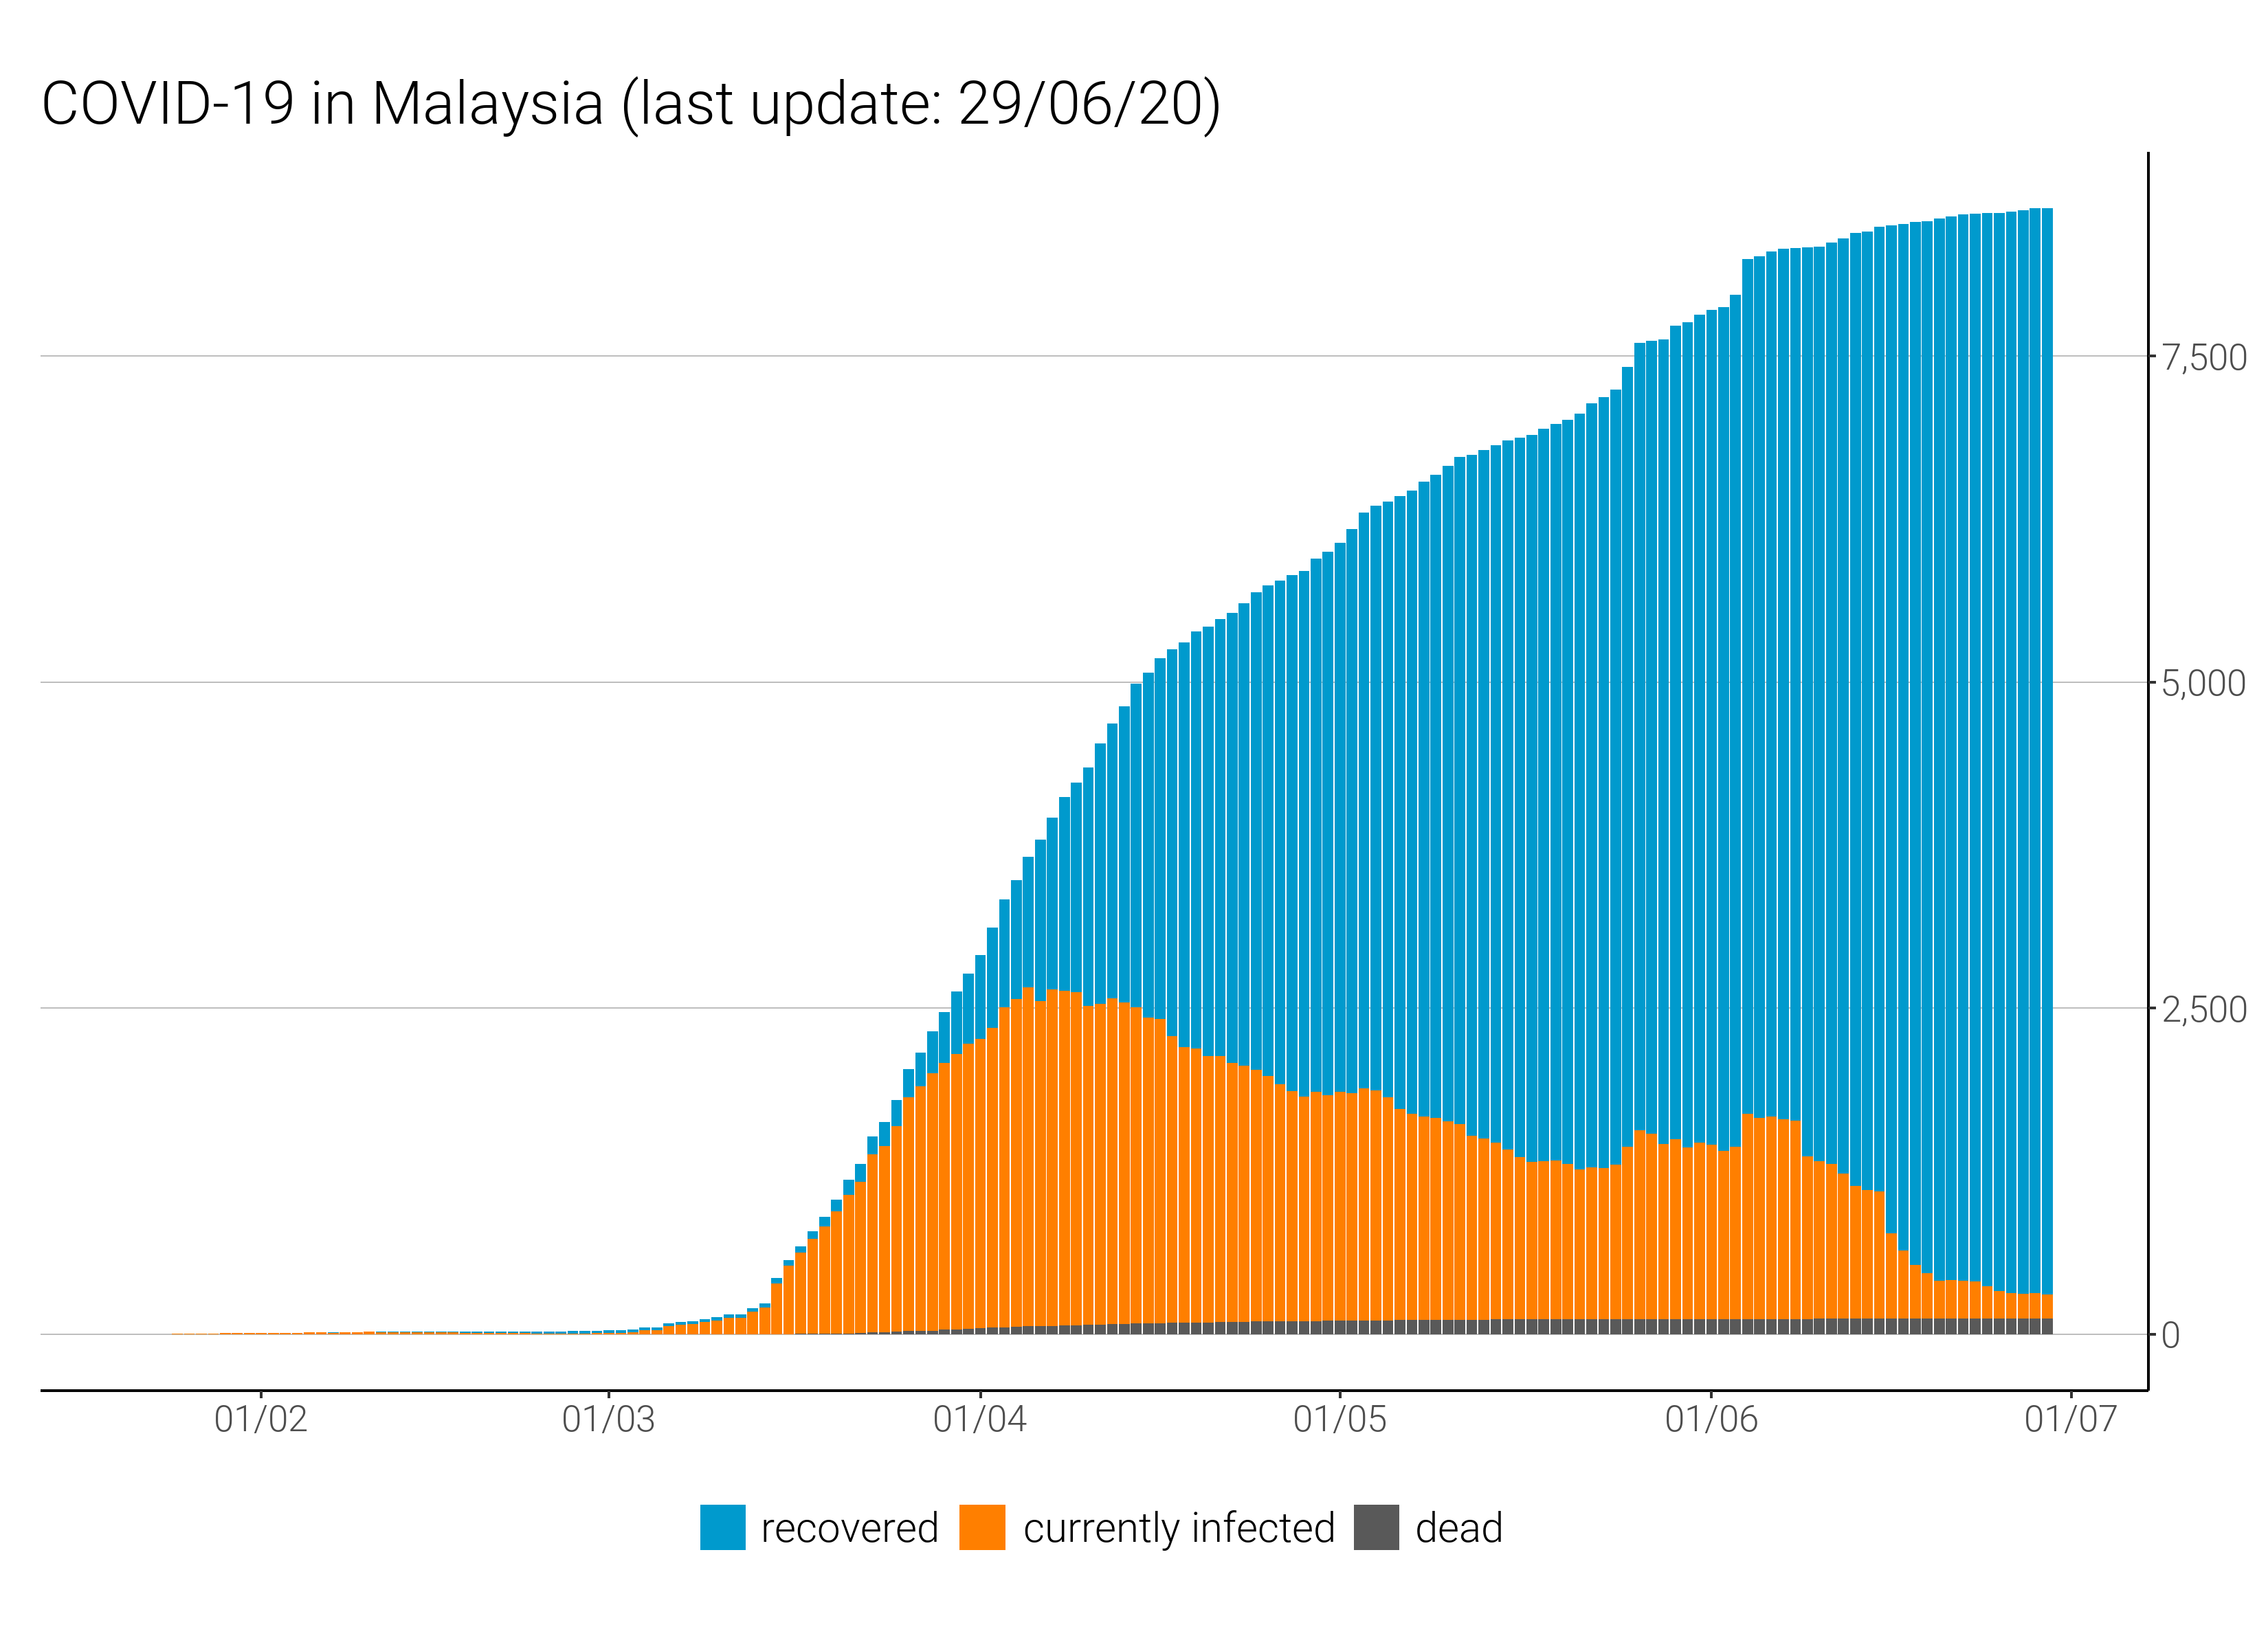 COVID-19 in Malaysia (last update: 29/06/20)
7,500
5,000
2,500
0
01/02 01/03 01/04 01/05 01/06 01/07
recovered currently infected dead